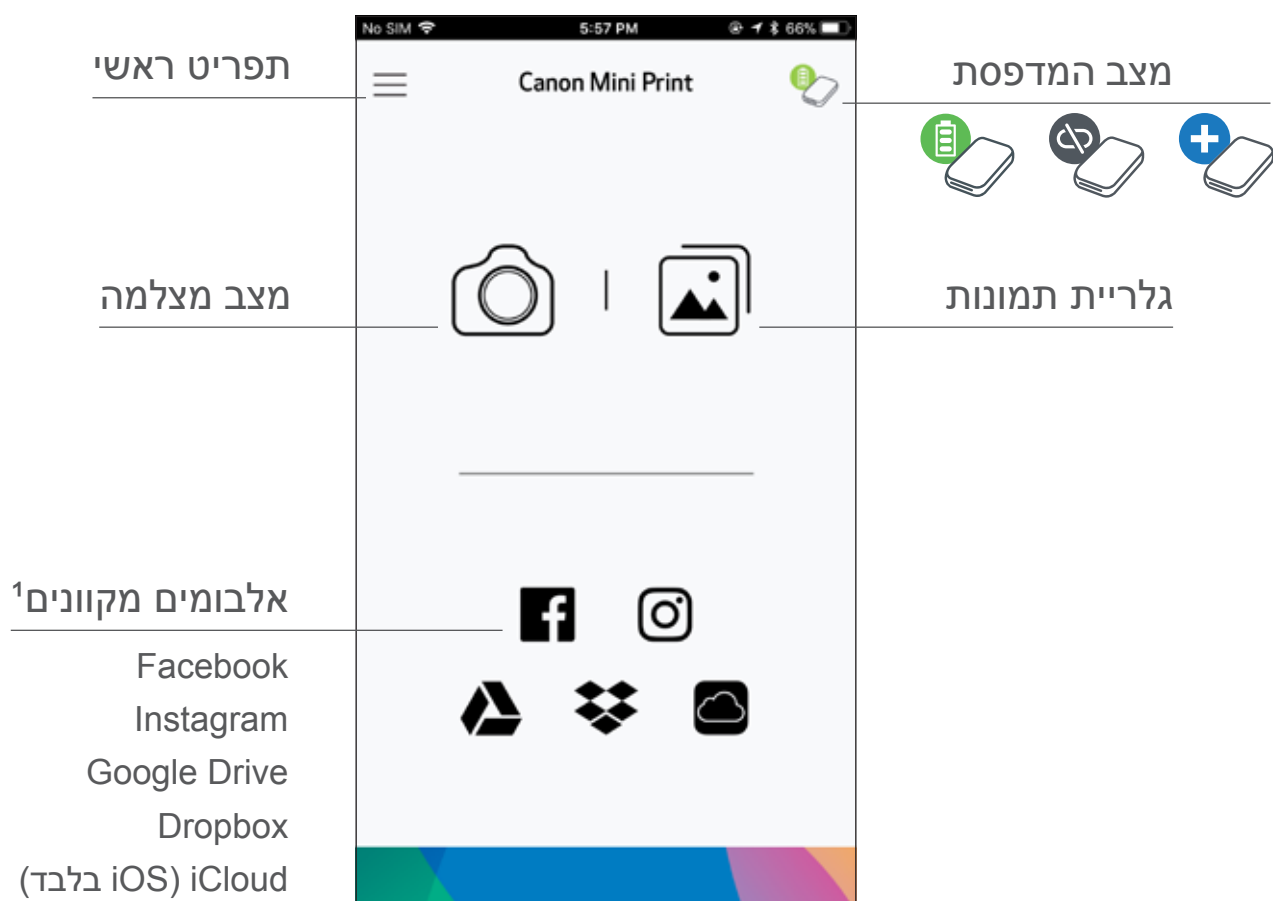 No SIM 5:57 PM 66%
Canon Mini Print
תפריט ראשי
מצב המדפסת
מצב מצלמה
גלריית תמונות
אלבומים מקוונים¹
Facebook
Instagram
Google Drive
Dropbox
iCloud (iOS בלבד)